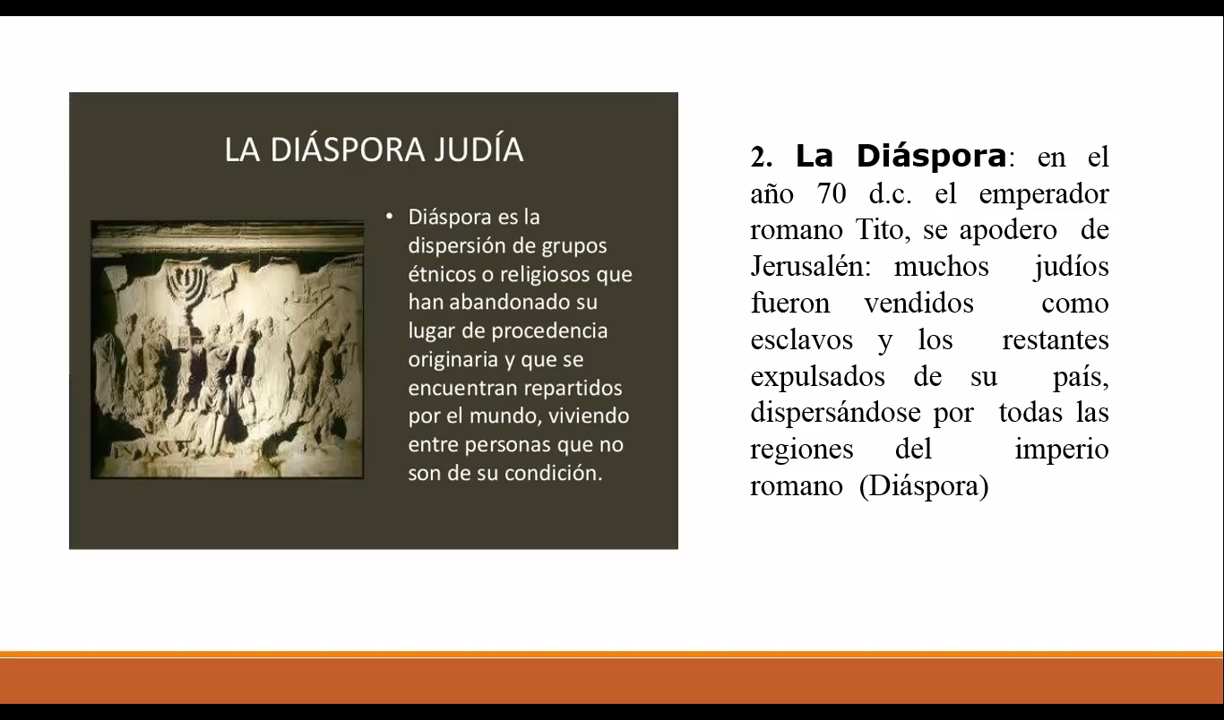 LA DIÁSPORA JUDÍA
• Diáspora es la
dispersión de grupos
étnicos o religiosos que
han abandonado su
lugar de procedencia
originaria y que se
encuentran repartidos
por el mundo, viviendo
entre personas que no
son de su condición.
2. La Diáspora: en el
año 70 d.c. el emperador
romano Tito, se apodero de
Jerusalén: muchos judíos
fueron vendidos como
esclavos y los restantes
expulsados de su país,
dispersándose por todas las
regiones del imperio
romano (Diáspora)